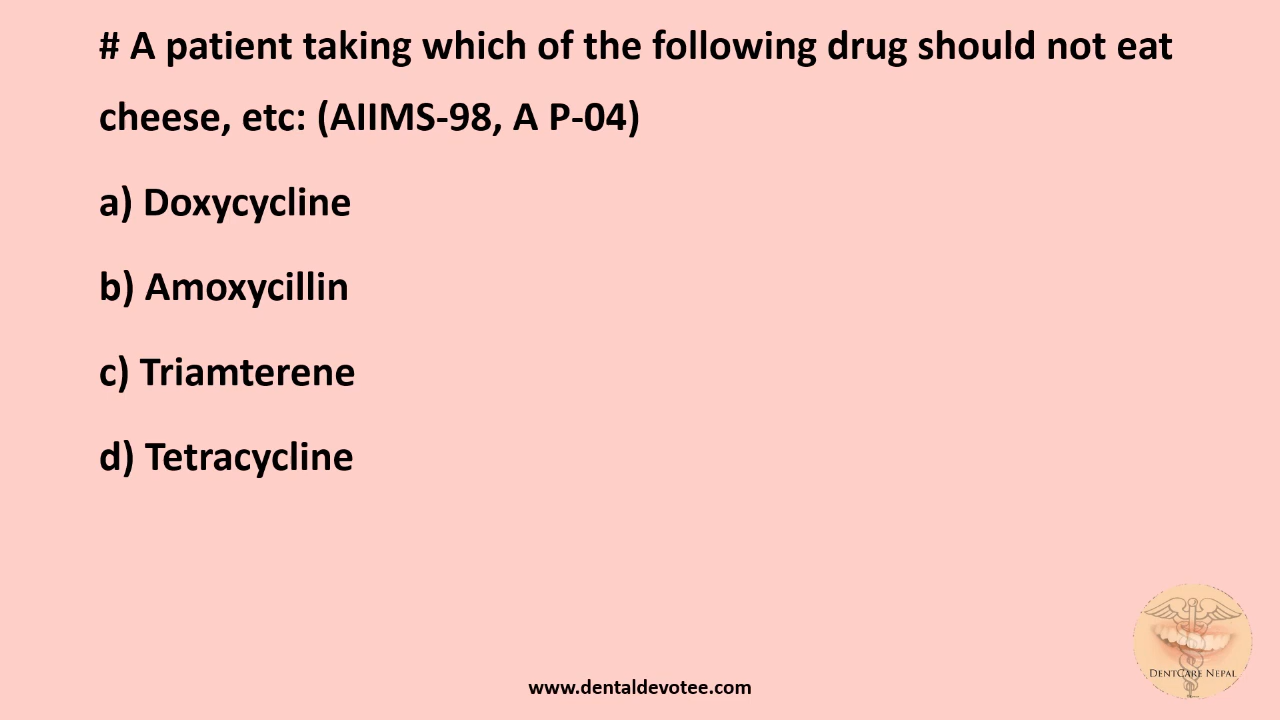 # A patient taking which of the following drug should not eat
cheese, etc: (AIIMS-98, A P-04)
a) Doxycycline
b) Amoxycillin
c) Triamterene
d) Tetracycline
DentCare Nepal
www.dentaldevotee.com